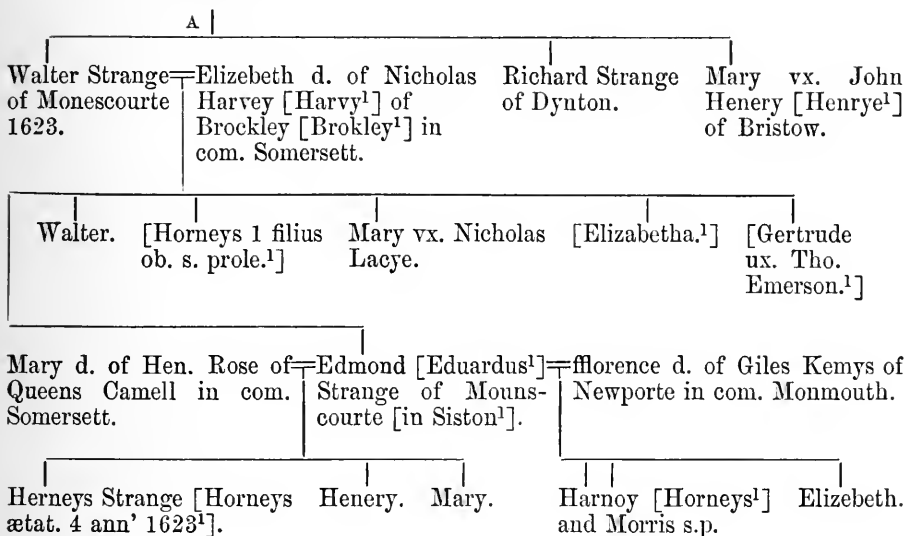 A
Walter Strange=Elizebeth d. of Nicholas Richard Strange Mary vx. John
of Monescourte Harvey [Harvy¹] of of Dynton. Henery [Henrye¹]
1623. Brockley [Brokley¹] in of Bristow.
com. Somersett.
Walter. [Horneys 1 filius Mary vx. Nicholas [Elizabetha.¹] [Gertrude
ob. s. prole.¹] Lacye. ux. Tho.
Emerson.¹]
Mary d. of Hen. Rose of=Edmond [Eduardus¹]=fflorence d. of Giles Kemys of
Queens Camell in com. Strange of Mouns- Newporte in com. Monmouth.
Somersett. courte [in Siston¹].
Herneys Strange [Horneys Henery. Mary. Harnoy [Horneys¹] Elizebeth.
ætat. 4 ann' 1623¹]. and Morris s.p.